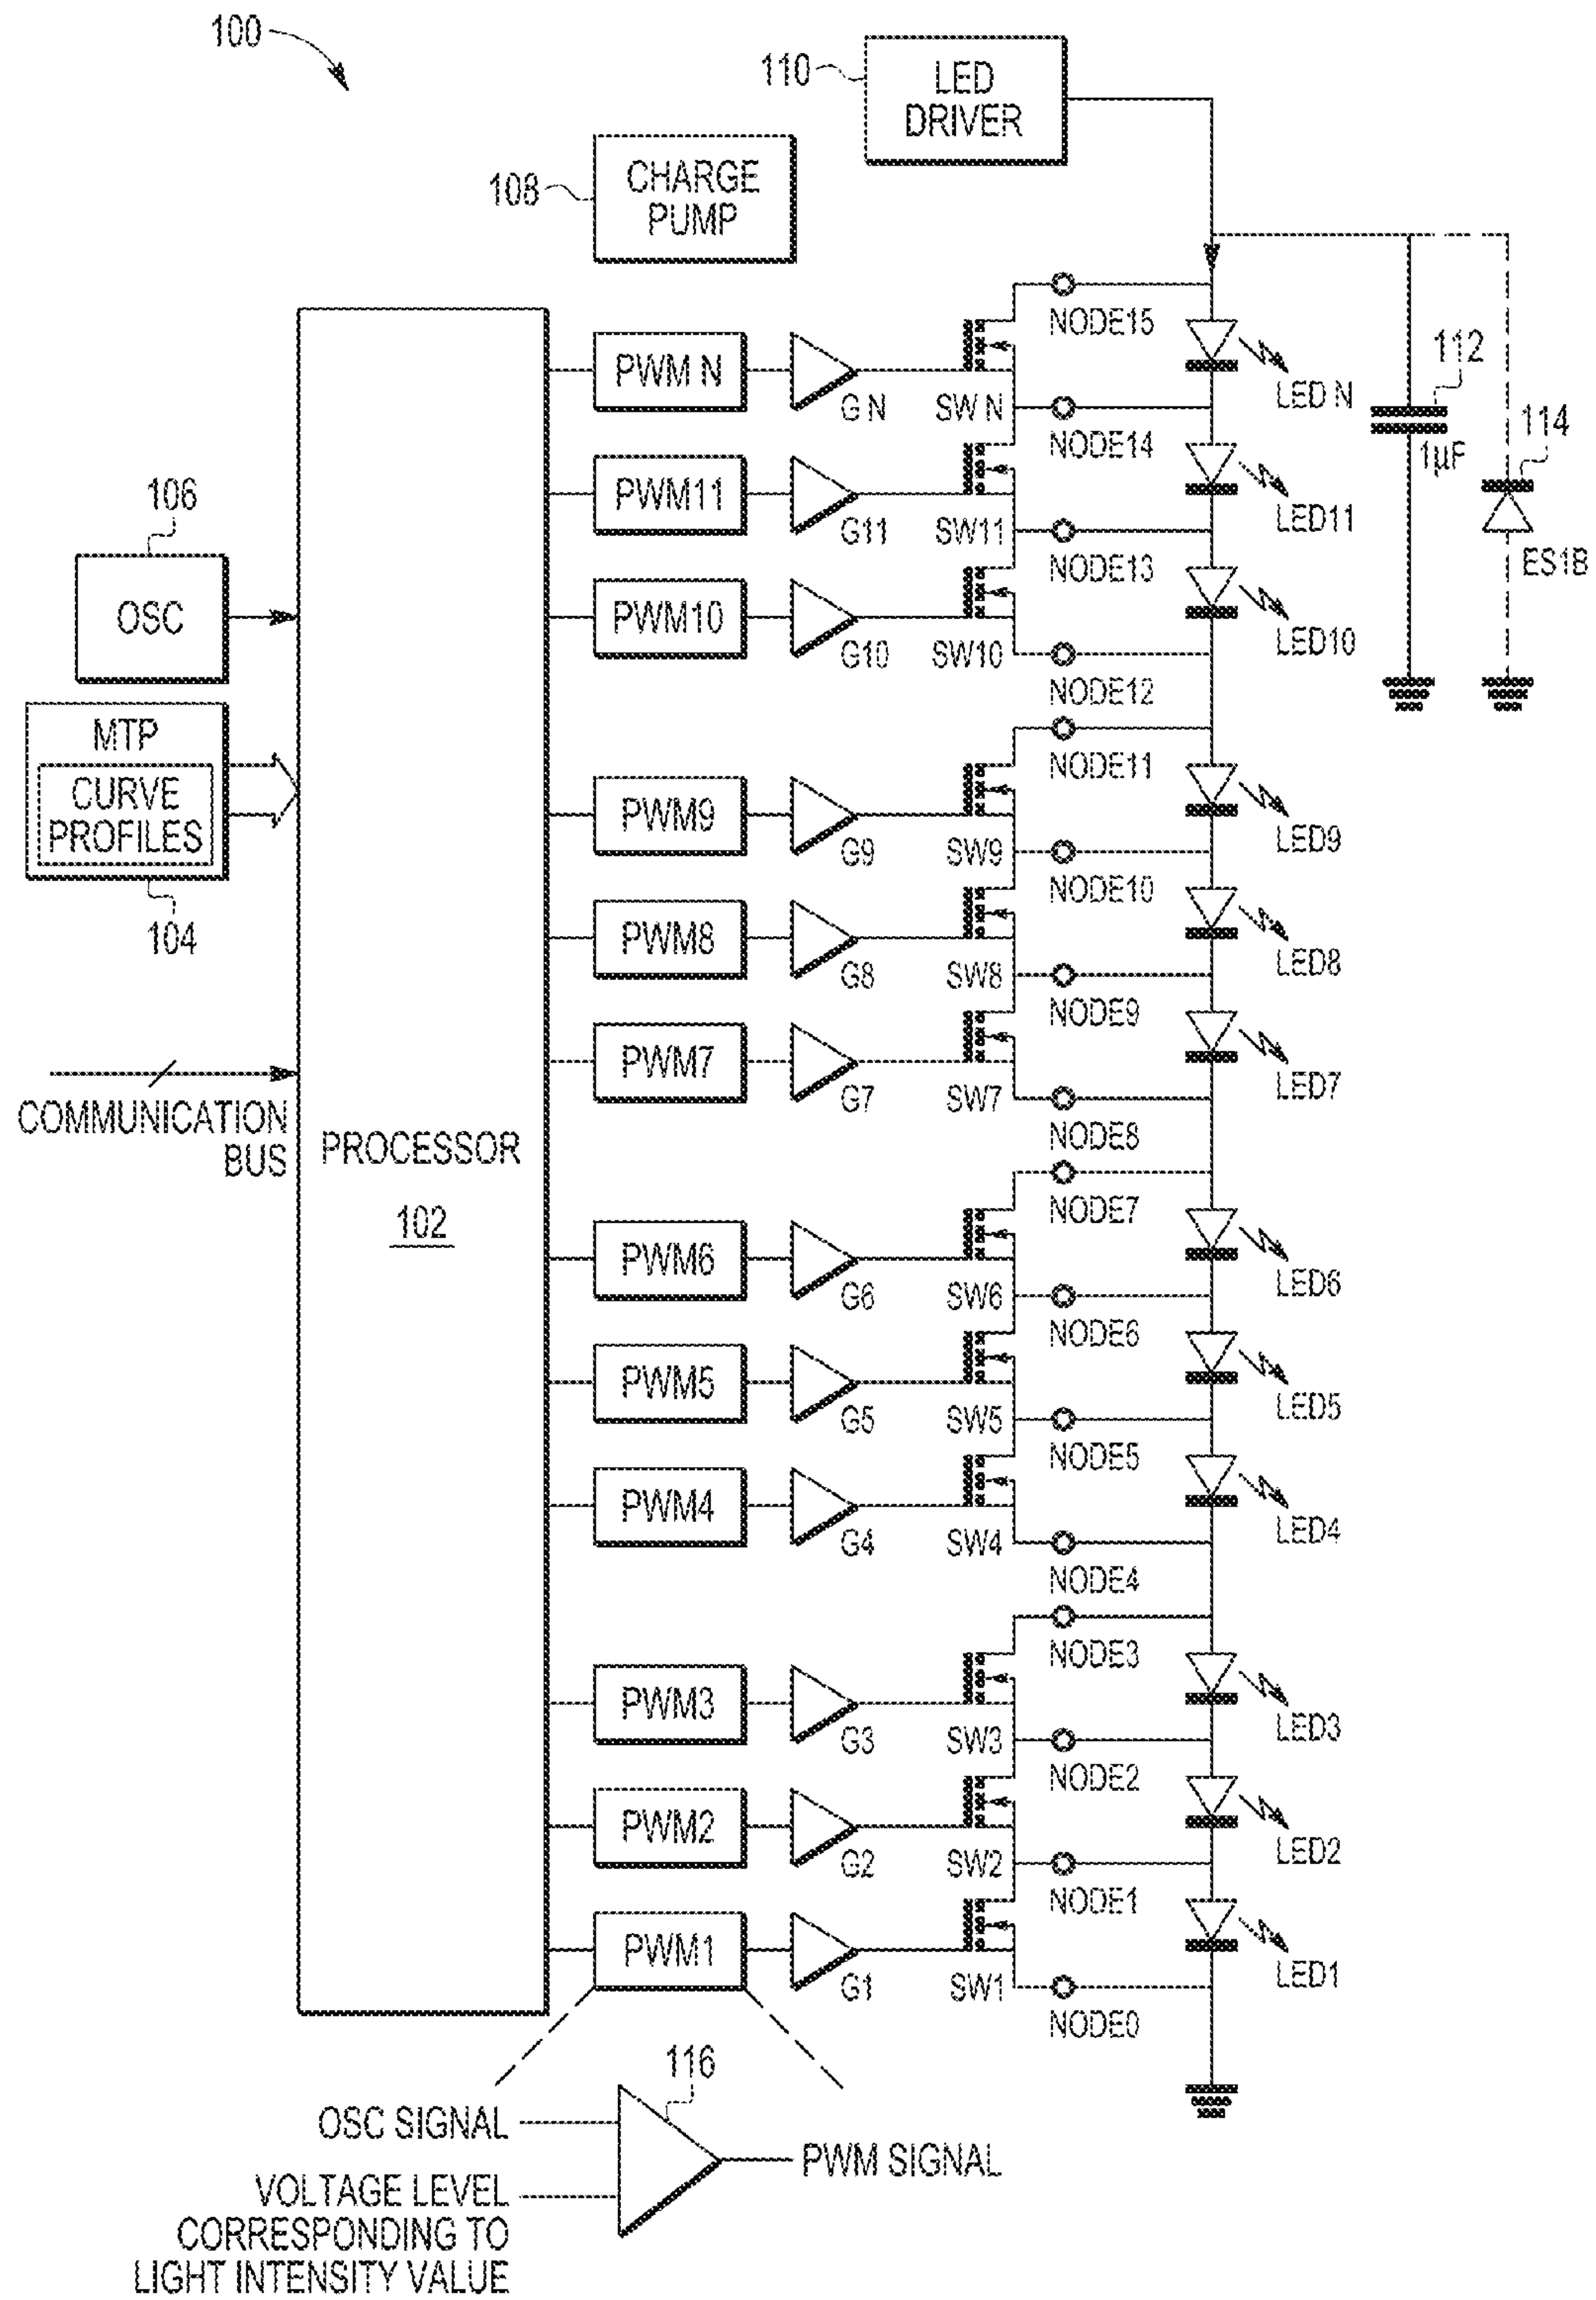 100
110
LED
DRIVER
108
CHARGE
PUMP
NODE15
PWM N
G N
SW N
LED N
112
1µF
114
ES1B
NODE14
PWM11
G11
SW11
LED11
106
OSC
NODE13
PWM10
G10
SW10
LED10
NODE12
MTP
CURVE
PROFILES
104
NODE11
PWM9
G9
SW9
LED9
NODE10
PWM8
G8
SW8
LED8
NODE9
PWM7
G7
SW7
LED7
NODE8
COMMUNICATION
BUS
PROCESSOR
102
NODE7
PWM6
G6
SW6
LED6
NODE6
PWM5
G5
SW5
LED5
NODE5
PWM4
G4
SW4
LED4
NODE4
NODE3
PWM3
G3
SW3
LED3
NODE2
PWM2
G2
SW2
LED2
NODE1
PWM1
G1
SW1
LED1
NODE0
116
OSC SIGNAL
PWM SIGNAL
VOLTAGE LEVEL
CORRESPONDING TO
LIGHT INTENSITY VALUE